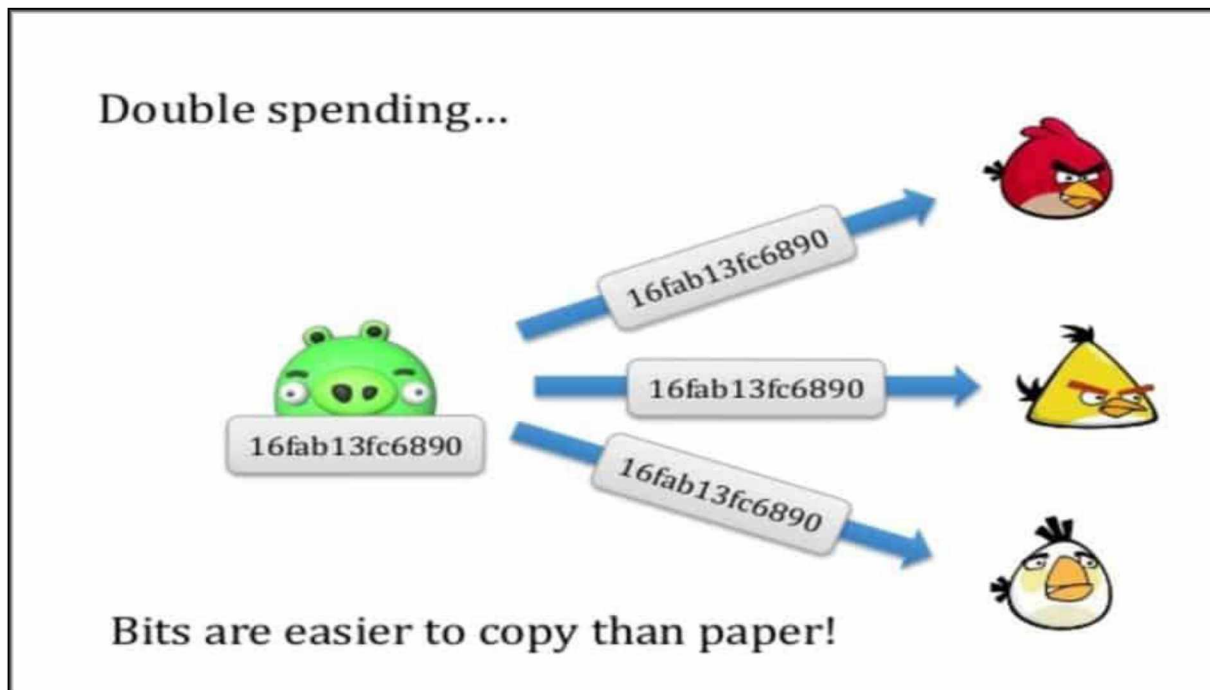 Double spending...
16fab13fc6890
16fab13fc6890
16fab13fc6890
16fab13fc6890
Bits are easier to copy than paper!